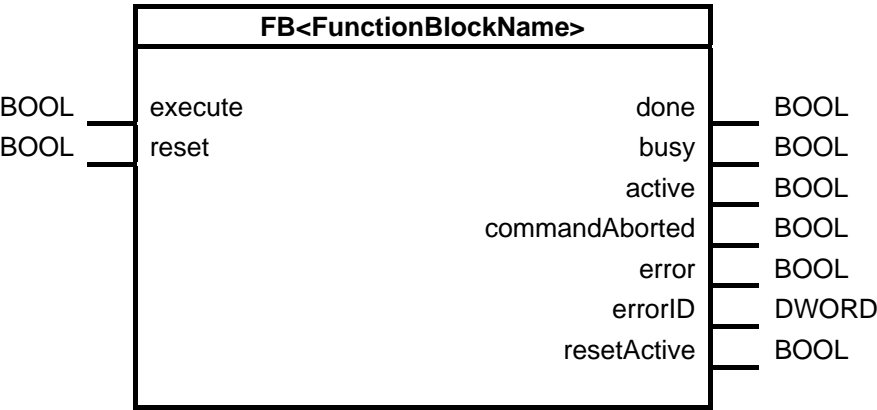 FB<FunctionBlockName>
BOOL execute done BOOL
BOOL reset busy BOOL
active BOOL
commandAborted BOOL
error BOOL
errorID DWORD
resetActive BOOL